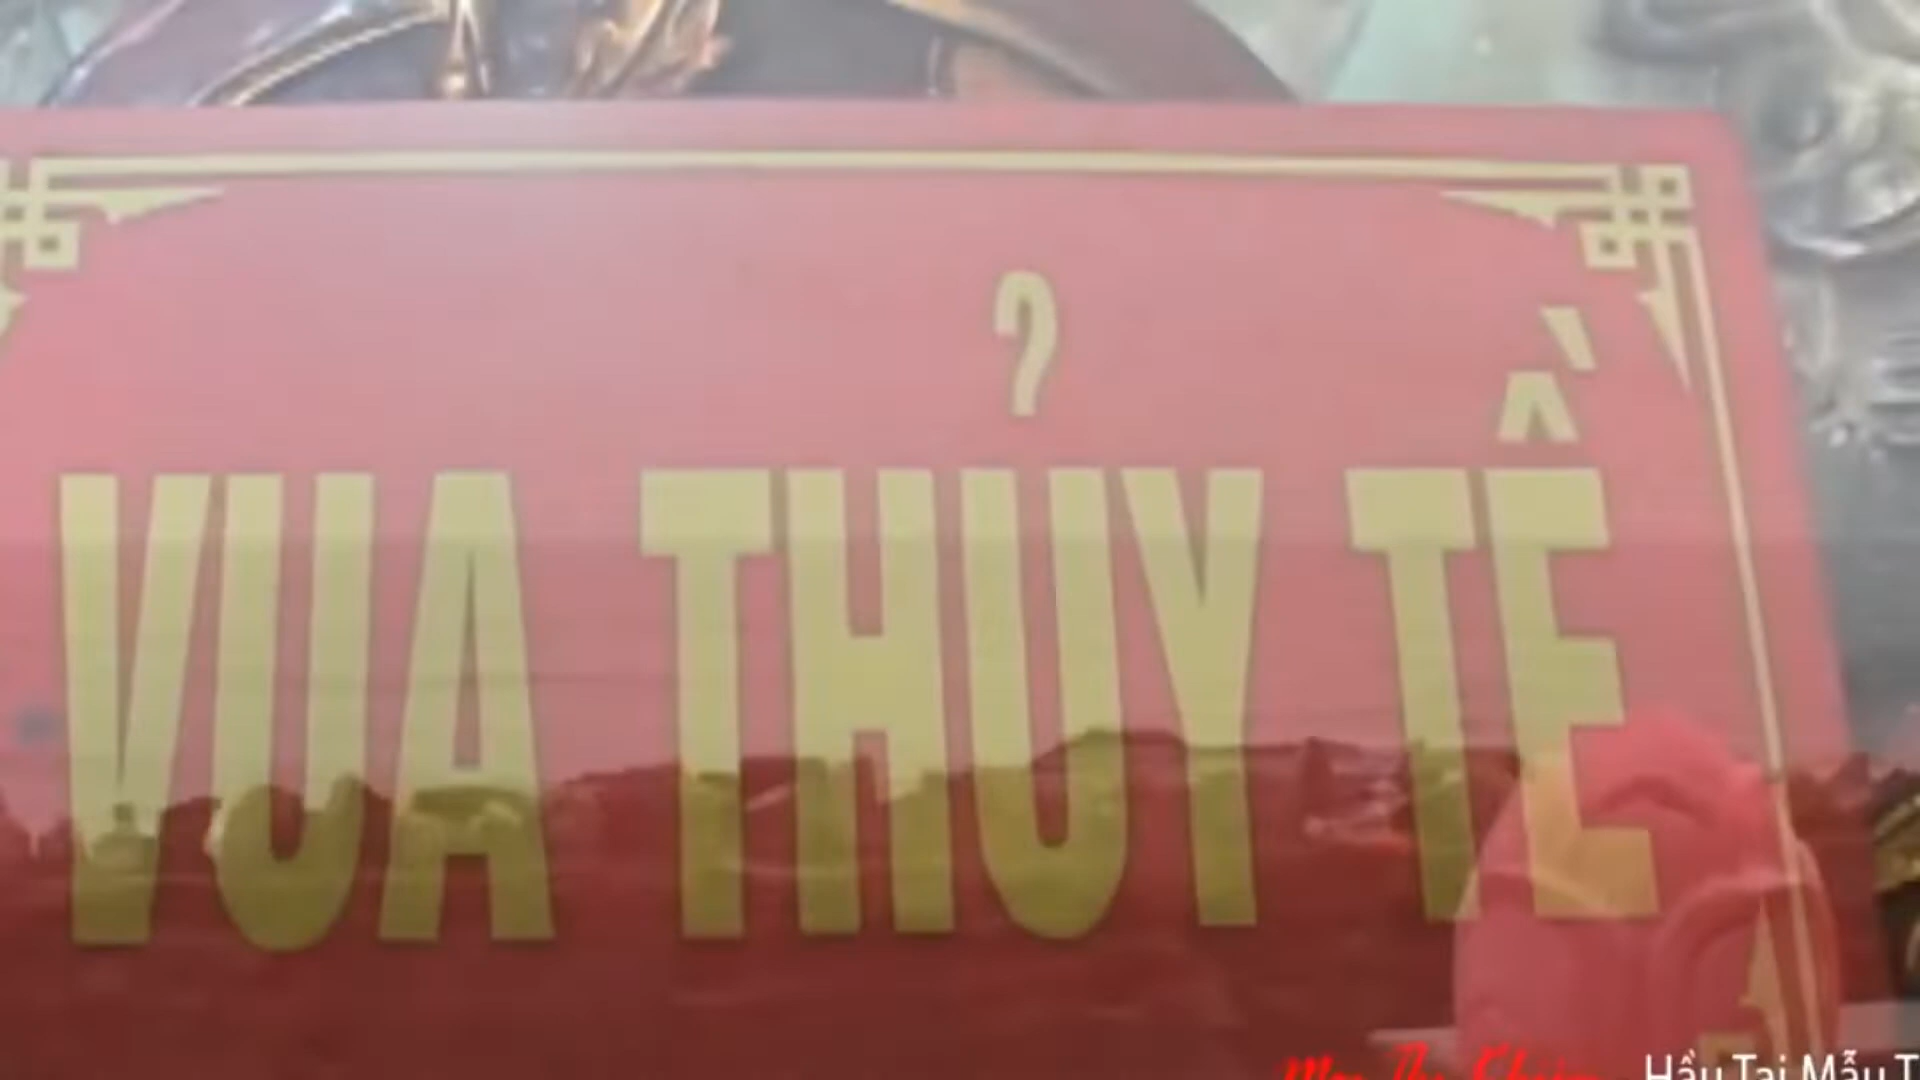 VUA THỦY TỀ
Hầu Tại Mẫu T